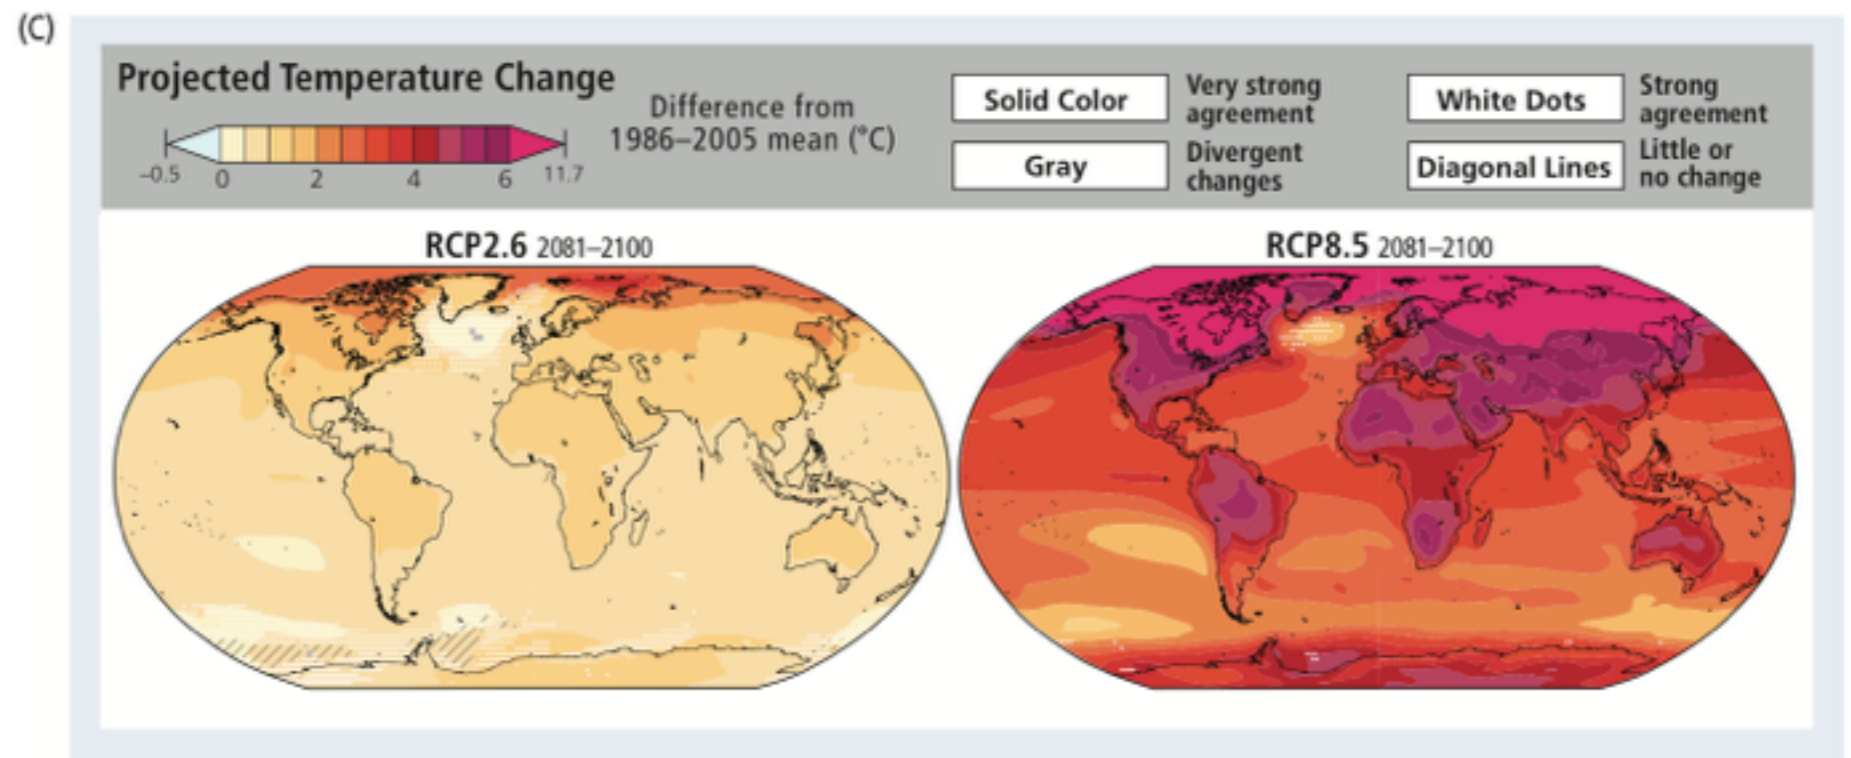 (C)
Projected Temperature Change
Difference from
1986–2005 mean (°C)
–0.5 0 2 4 6 11.7
Solid Color
Very strong
agreement
White Dots
Strong
agreement
Gray
Divergent
changes
Diagonal Lines
Little or
no change
RCP2.6 2081–2100
RCP8.5 2081–2100